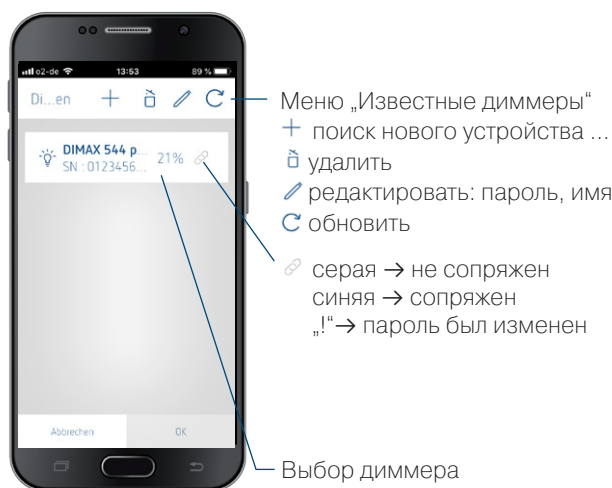 o2-de 13:53 89 %
Di...en
DIMAX 544 p... 21%
SN : 0123456...
Abbrechen OK
Меню „Известные диммеры“
+ поиск нового устройства ...
удалить
редактировать: пароль, имя
обновить
серая → не сопряжен
синяя → сопряжен
„!“→ пароль был изменен
Выбор диммера